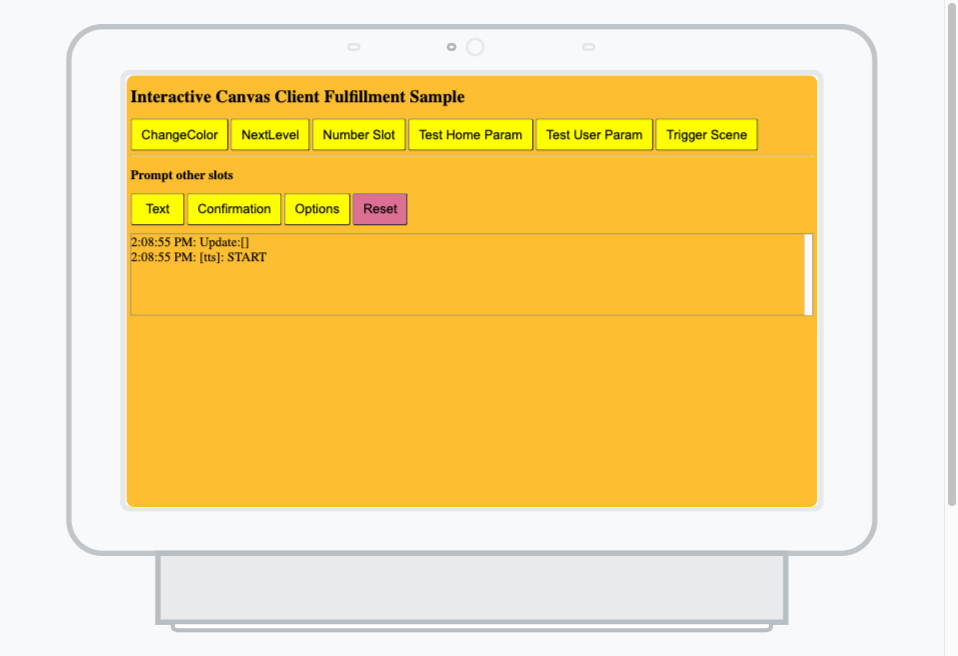 Interactive Canvas Client Fulfillment Sample
ChangeColor NextLevel Number Slot Test Home Param Test User Param Trigger Scene
Prompt other slots
Text Confirmation Options Reset
2:08:55 PM: Update:[]
2:08:55 PM: [tts]: START